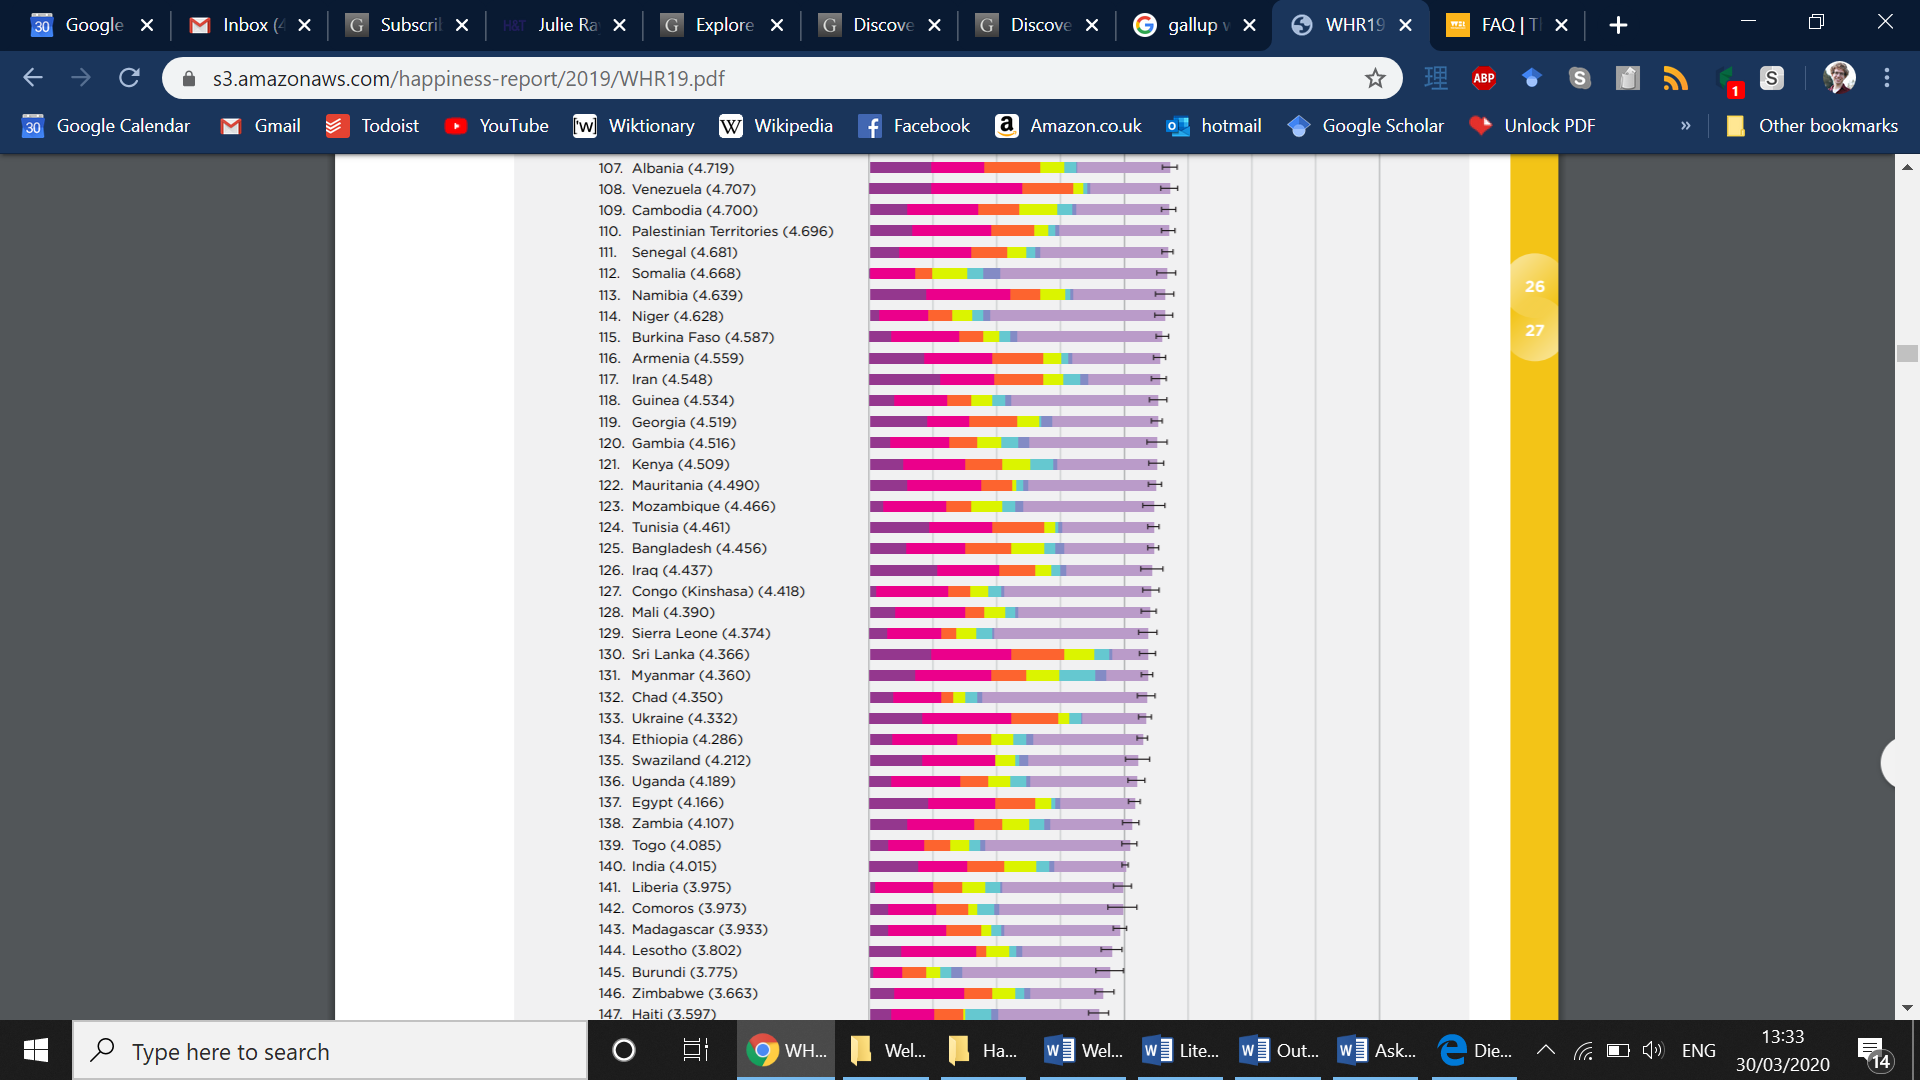 Google
Inbox (4
Subscri
Julie Ra
Explore
Discove
Discove
gallup w
WHR19
FAQ | Th
s3.amazonaws.com/happiness-report/2019/WHR19.pdf
ABP
S
1
S
30 Google Calendar
Gmail
Todoist
YouTube
Wiktionary
Wikipedia
Facebook
Amazon.co.uk
hotmail
Google Scholar
Unlock PDF
»
Other bookmarks
107. Albania (4.719)
108. Venezuela (4.707)
109. Cambodia (4.700)
110. Palestinian Territories (4.696)
111. Senegal (4.681)
112. Somalia (4.668)
113. Namibia (4.639)
114. Niger (4.628)
115. Burkina Faso (4.587)
116. Armenia (4.559)
117. Iran (4.548)
118. Guinea (4.534)
119. Georgia (4.519)
120. Gambia (4.516)
121. Kenya (4.509)
122. Mauritania (4.490)
123. Mozambique (4.466)
124. Tunisia (4.461)
125. Bangladesh (4.456)
126. Iraq (4.437)
127. Congo (Kinshasa) (4.418)
128. Mali (4.390)
129. Sierra Leone (4.374)
130. Sri Lanka (4.366)
131. Myanmar (4.360)
132. Chad (4.350)
133. Ukraine (4.332)
134. Ethiopia (4.286)
135. Swaziland (4.212)
136. Uganda (4.189)
137. Egypt (4.166)
138. Zambia (4.107)
139. Togo (4.085)
140. India (4.015)
141. Liberia (3.975)
142. Comoros (3.973)
143. Madagascar (3.933)
144. Lesotho (3.802)
145. Burundi (3.775)
146. Zimbabwe (3.663)
147. Haiti (3.597)
26
27
Type here to search
WH...
Wel...
Ha...
Wel...
Lite...
Out...
Ask...
Die...
ENG
13:33
30/03/2020
14